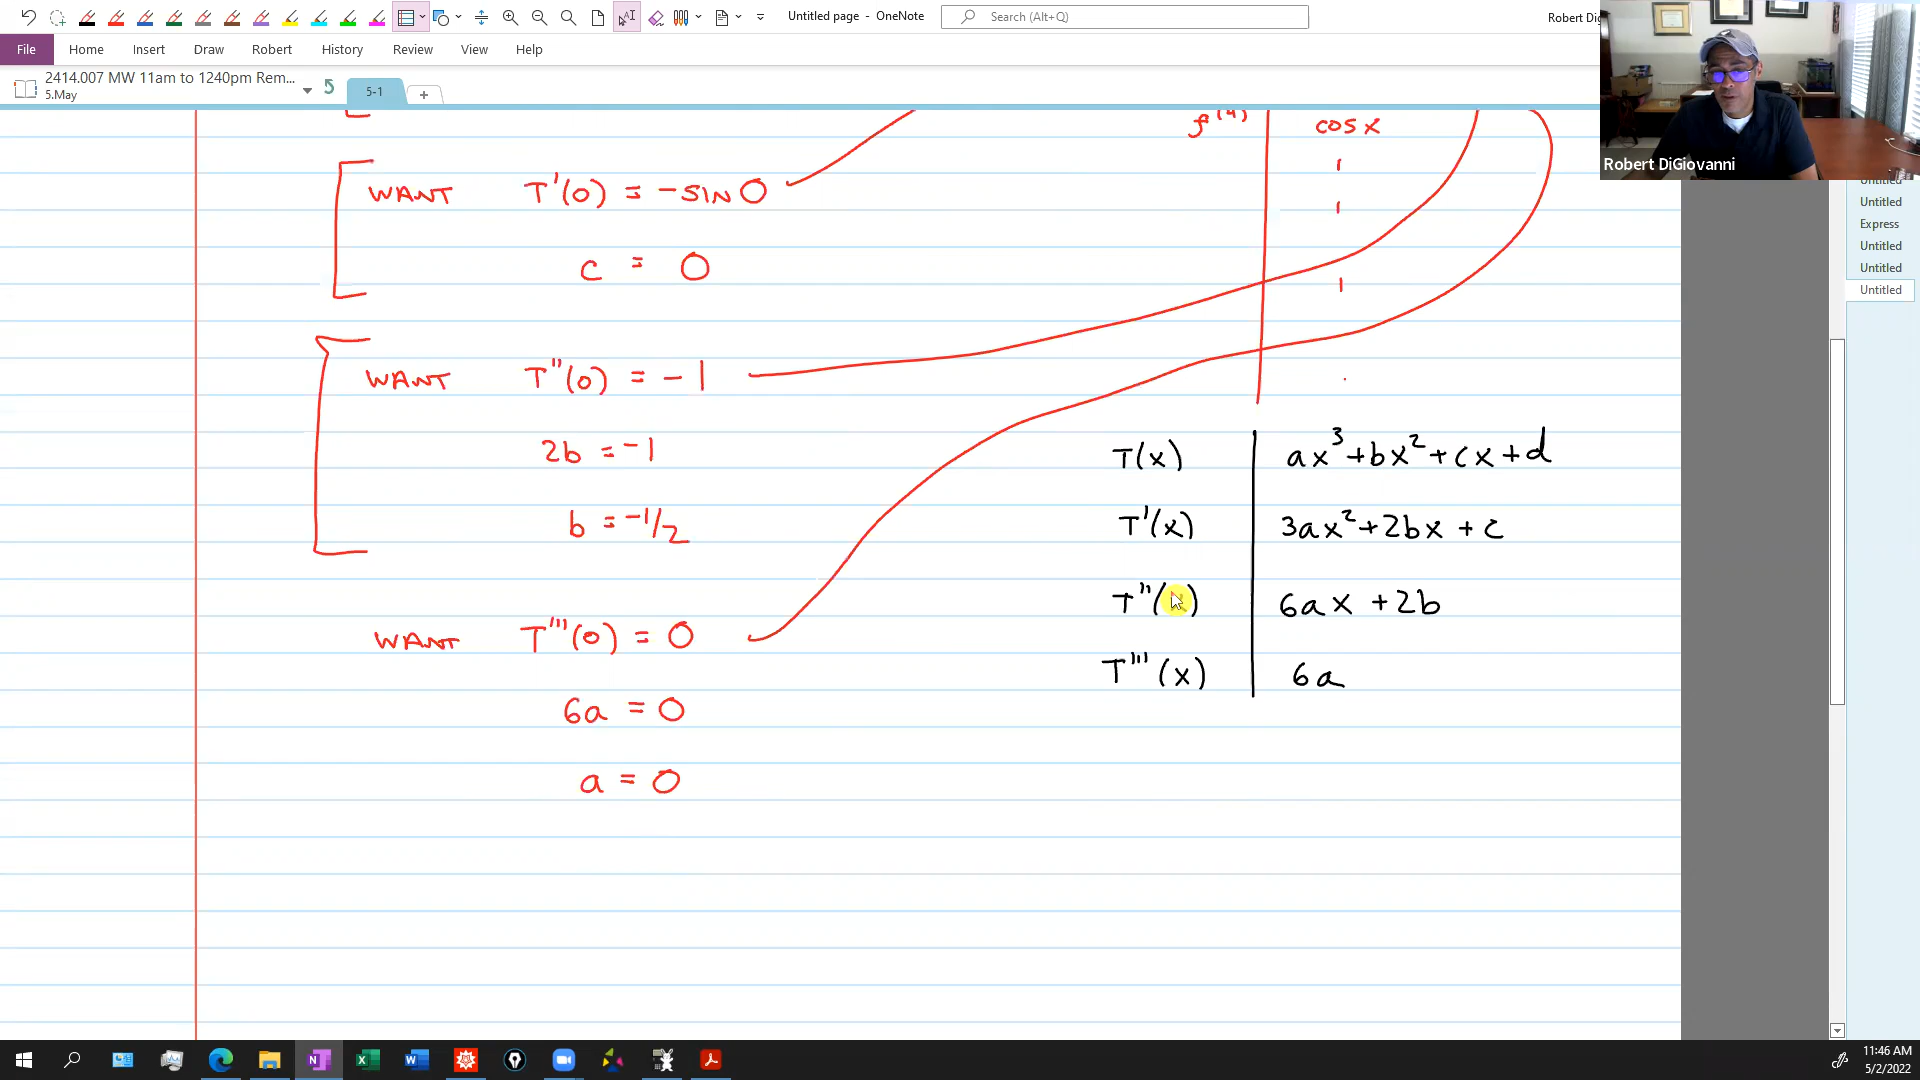 Untitled page - OneNote
Search (Alt+Q)
Robert Di
File Home Insert Draw Robert History Review View Help
2414.007 MW 11am to 1240pm Rem...
5.May
5-1
Robert DiGiovanni
Untitled
Untitled
Express
Untitled
Untitled
Untitled
f⁽⁴⁾ cos x
WANT T'(0) = -SIN 0
c = 0
WANT T''(0) = -1
2b = -1
b = -1/2
WANT T'''(0) = 0
6a = 0
a = 0
T(x) ax³+bx²+cx+d
T'(x) 3ax²+2bx+c
T''( ) 6ax+2b
T'''(x) 6a
11:46 AM
5/2/2022